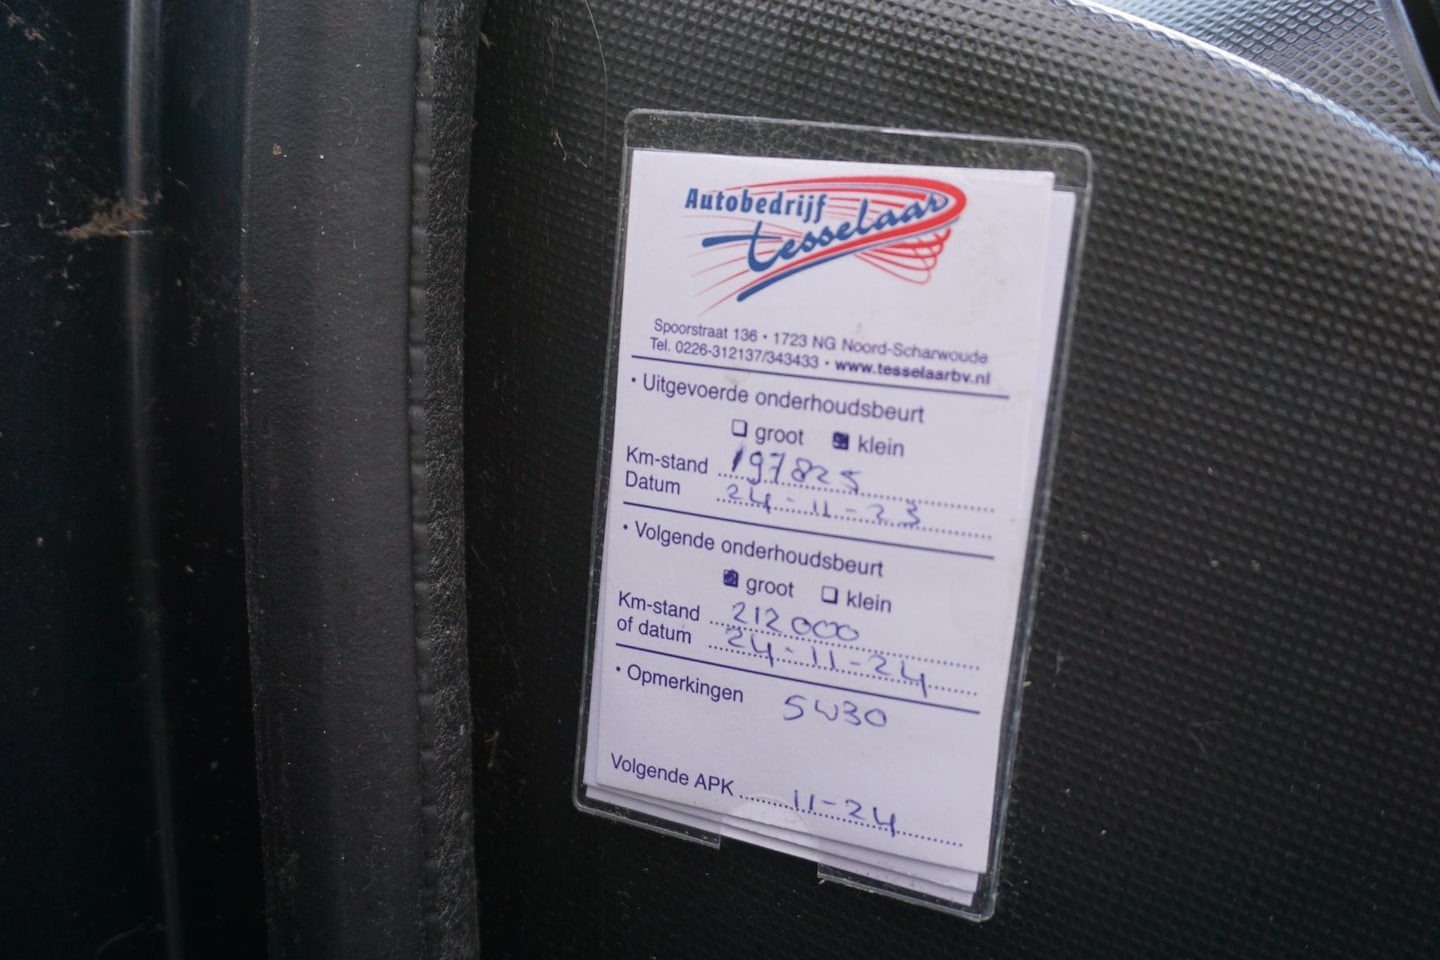 Autobedrijf
Tesselaar
Spoorstraat 136 • 1723 NG Noord-Scharwoude
Tel. 0226-312137/343433 • www.tesselaarbv.nl
• Uitgevoerde onderhoudsbeurt
groot klein
Km-stand 197825
Datum 24-11-23
• Volgende onderhoudsbeurt
groot klein
Km-stand 212000
of datum 24-11-24
• Opmerkingen 5W30
Volgende APK 11-24